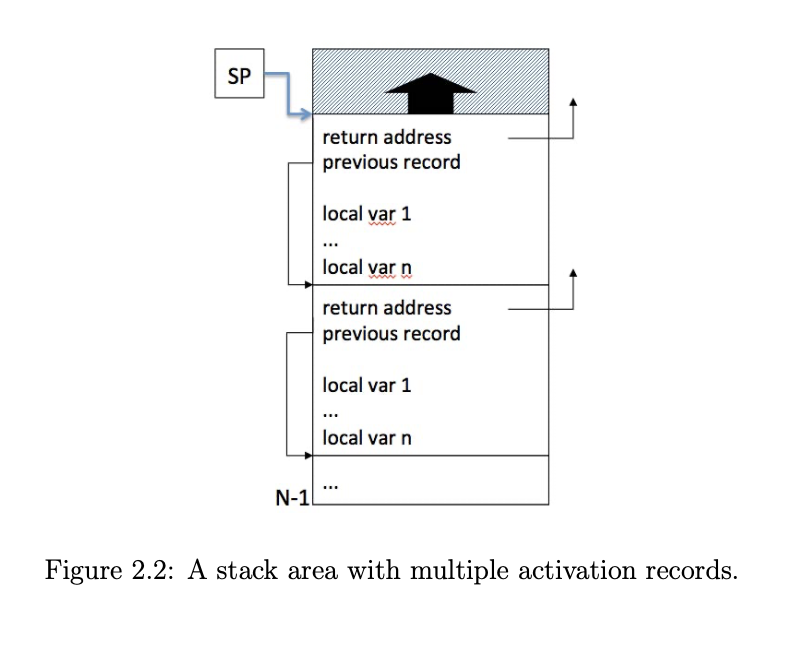 SP
return address
previous record
local var 1
...
local var n
return address
previous record
local var 1
...
local var n
...
N-1
Figure 2.2: A stack area with multiple activation records.